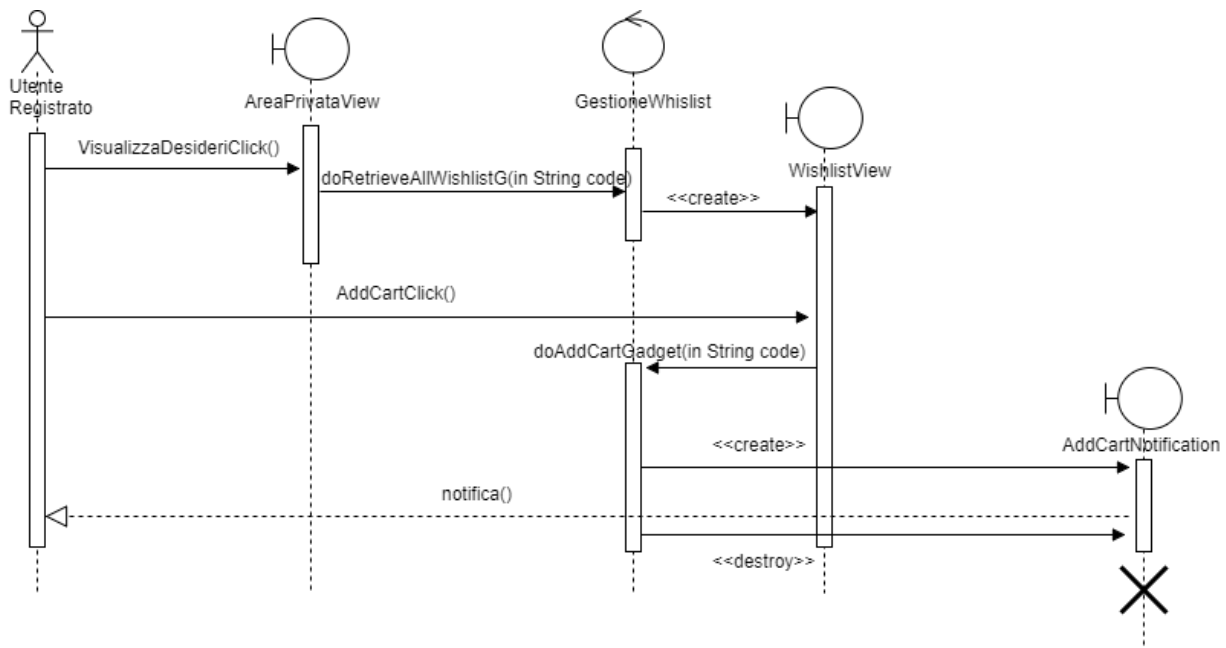 Utente
Registrato
AreaPrivataView
GestioneWhislist
WishlistView
VisualizzaDesideriClick()
doRetrieveAllWishlistG(in String code)
<<create>>
AddCartClick()
doAddCartGadget(in String code)
<<create>>
AddCartNotification
notifica()
<<destroy>>